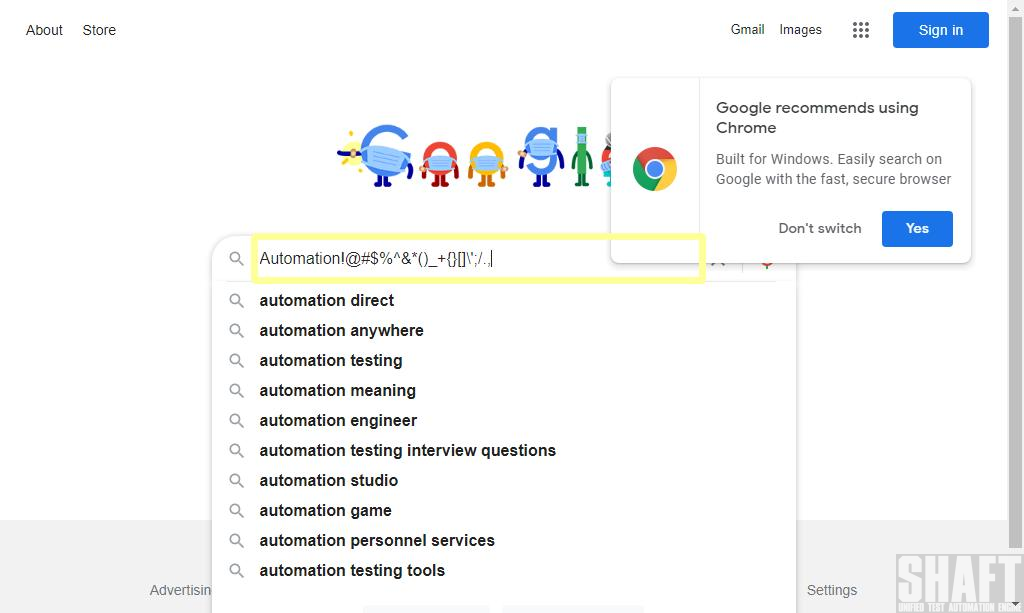 About Store
Gmail Images Sign in
Google recommends using
Chrome
Built for Windows. Easily search on
Google with the fast, secure browser
Don't switch Yes
Automation!@#$%^&*()_+{}[]\';/.,
automation direct
automation anywhere
automation testing
automation meaning
automation engineer
automation testing interview questions
automation studio
automation game
automation personnel services
automation testing tools
Settings
SHAFT
UNIFIED TEST AUTOMATION ENGINE